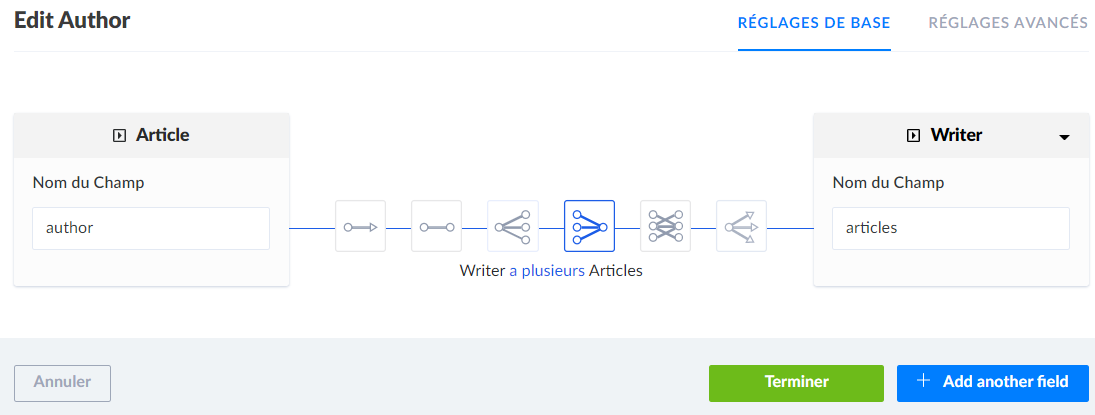 Edit Author
RÉGLAGES DE BASE
RÉGLAGES AVANCÉS
Article
Nom du Champ
author
Writer a plusieurs Articles
Writer
Nom du Champ
articles
Annuler
Terminer
+ Add another field